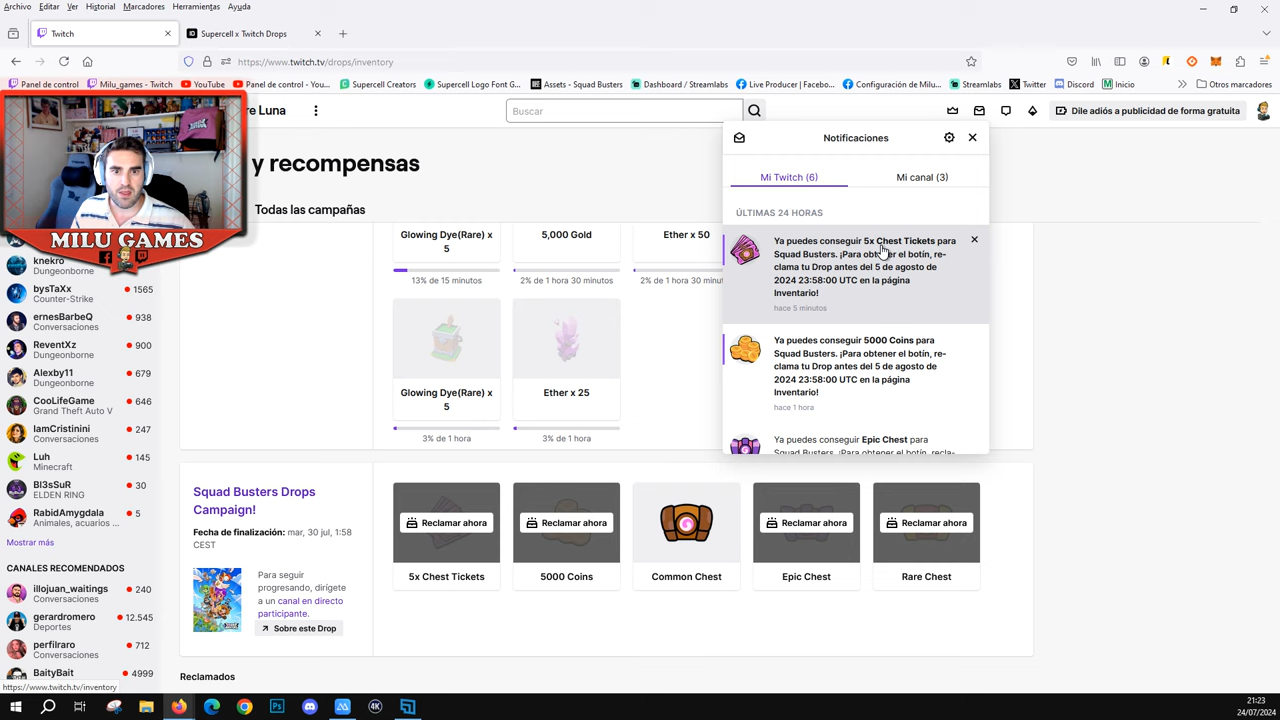 Archivo Editar Ver Historial Marcadores Herramientas Ayuda
Twitch
Supercell x Twitch Drops
https://www.twitch.tv/drops/inventory
Panel de control
Milu_games - Twitch
YouTube
Panel de control - You...
Supercell Creators
Supercell Logo Font G...
Assets - Squad Busters
Dashboard / Streamlabs
Live Producer | Facebo...
Configuración de Milu...
Streamlabs
Twitter
Discord
Inicio
Otros marcadores
re Luna
Buscar
Dile adiós a publicidad de forma gratuita
y recompensas
Todas las campañas
MILU GAMES
knekro
Dungeonborne
bysTaXx
Counter-Strike
1565
ernesBarbeQ
Conversaciones
938
ReventXz
Dungeonborne
900
Alexby11
Dungeonborne
679
CooLifeGame
Grand Theft Auto V
646
IamCristinini
Conversaciones
247
Luh
Minecraft
145
Bl3sSuR
ELDEN RING
30
RabidAmygdala
Animales, acuarios ...
5
Mostrar más
CANALES RECOMENDADOS
illojuan_waitings
Conversaciones
240
gerardromero
Deportes
12.545
perfilraro
Conversaciones
712
BaityBait
4999
https://www.twitch.tv/inventory
Glowing Dye(Rare) x
5
13% de 15 minutos
5,000 Gold
2% de 1 hora 30 minutos
Ether x 50
2% de 1 hora 30 minutos
Glowing Dye(Rare) x
5
3% de 1 hora
Ether x 25
3% de 1 hora
Notificaciones
Mi Twitch (6)
Mi canal (3)
ÚLTIMAS 24 HORAS
Ya puedes conseguir 5x Chest Tickets para
Squad Busters. ¡Para obtener el botín, re-
clama tu Drop antes del 5 de agosto de
2024 23:58:00 UTC en la página
Inventario!
hace 5 minutos
Ya puedes conseguir 5000 Coins para
Squad Busters. ¡Para obtener el botín, re-
clama tu Drop antes del 5 de agosto de
2024 23:58:00 UTC en la página
Inventario!
hace 1 hora
Ya puedes conseguir Epic Chest para
Squad Busters. ¡Para obtener el botín, recla-
Squad Busters Drops
Campaign!
Fecha de finalización: mar, 30 jul, 1:58
CEST
Para seguir
progresando, dirígete
a un canal en directo
participante.
Sobre este Drop
Reclamar ahora
5x Chest Tickets
Reclamar ahora
5000 Coins
Common Chest
Reclamar ahora
Epic Chest
Reclamar ahora
Rare Chest
Reclamados
21:23
24/07/2024